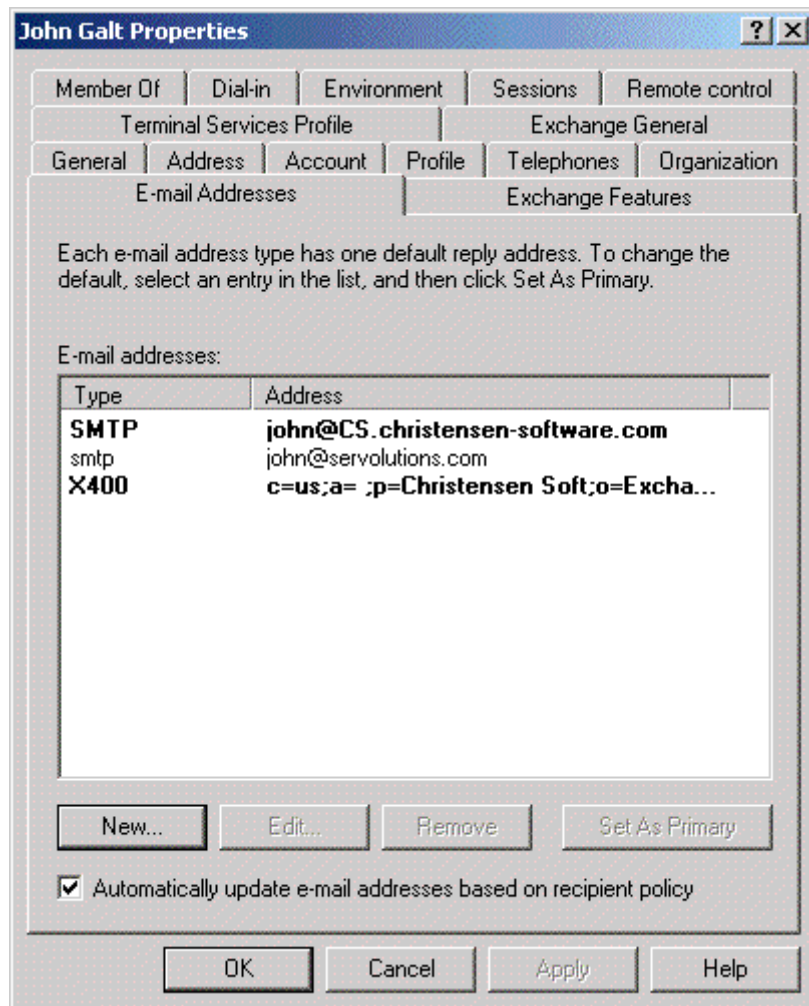 John Galt Properties
Member Of Dial-in Environment Sessions Remote control
Terminal Services Profile Exchange General
General Address Account Profile Telephones Organization
E-mail Addresses Exchange Features
Each e-mail address type has one default reply address. To change the
default, select an entry in the list, and then click Set As Primary.
E-mail addresses:
Type Address
SMTP john@CS.christensen-software.com
smtp john@servolutions.com
X400 c=us;a= ;p=Christensen Soft;o=Excha...
New... Edit... Remove Set As Primary
Automatically update e-mail addresses based on recipient policy
OK Cancel Apply Help